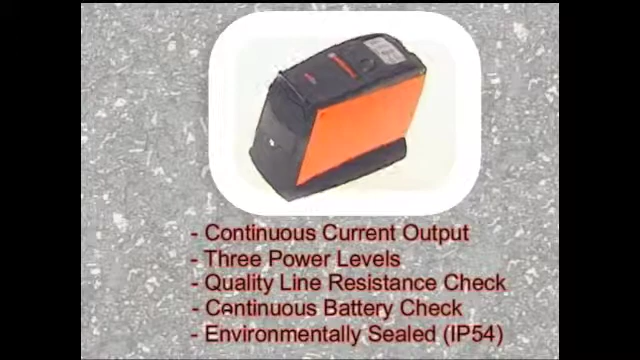 - Continuous Current Output
- Three Power Levels
- Quality Line Resistance Check
- Continuous Battery Check
- Environmentally Sealed (IP54)